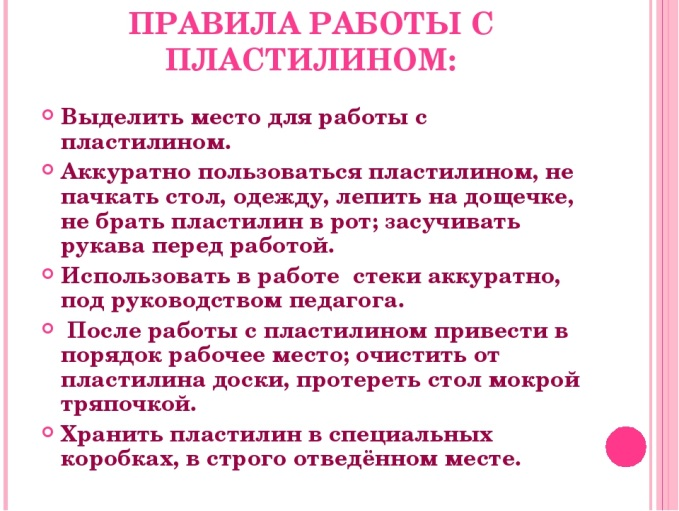 ПРАВИЛА РАБОТЫ С
ПЛАСТИЛИНОМ:
Выделить место для работы с
пластилином.
Аккуратно пользоваться пластилином, не
пачкать стол, одежду, лепить на дощечке,
не брать пластилин в рот; засучивать
рукава перед работой.
Использовать в работе стеки аккуратно,
под руководством педагога.
После работы с пластилином привести в
порядок рабочее место; очистить от
пластилина доски, протереть стол мокрой
тряпочкой.
Хранить пластилин в специальных
коробках, в строго отведённом месте.